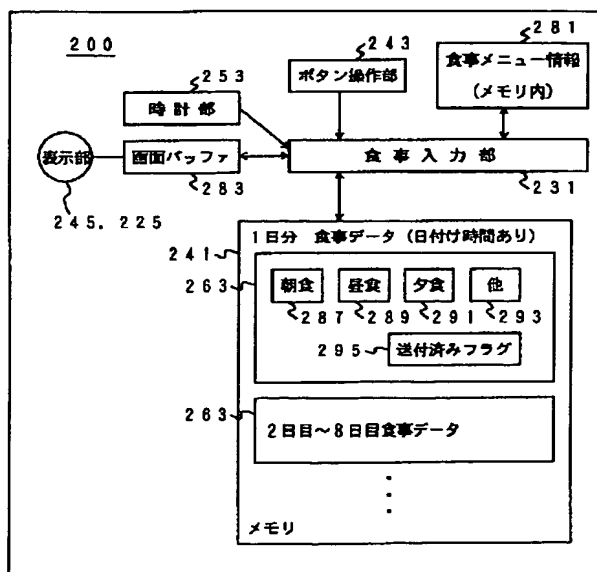 200
243
ボタン操作部
281
食事メニュー情報
(メモリ内)
253
時計部
表示部
画面バッファ
食事入力部
283
231
245, 225
1日分 食事データ (日付け時間あり)
241
263
朝食 昼食 夕食 他
287 289 291 293
295 送付済みフラグ
263
2日目～8日目食事データ
メモリ